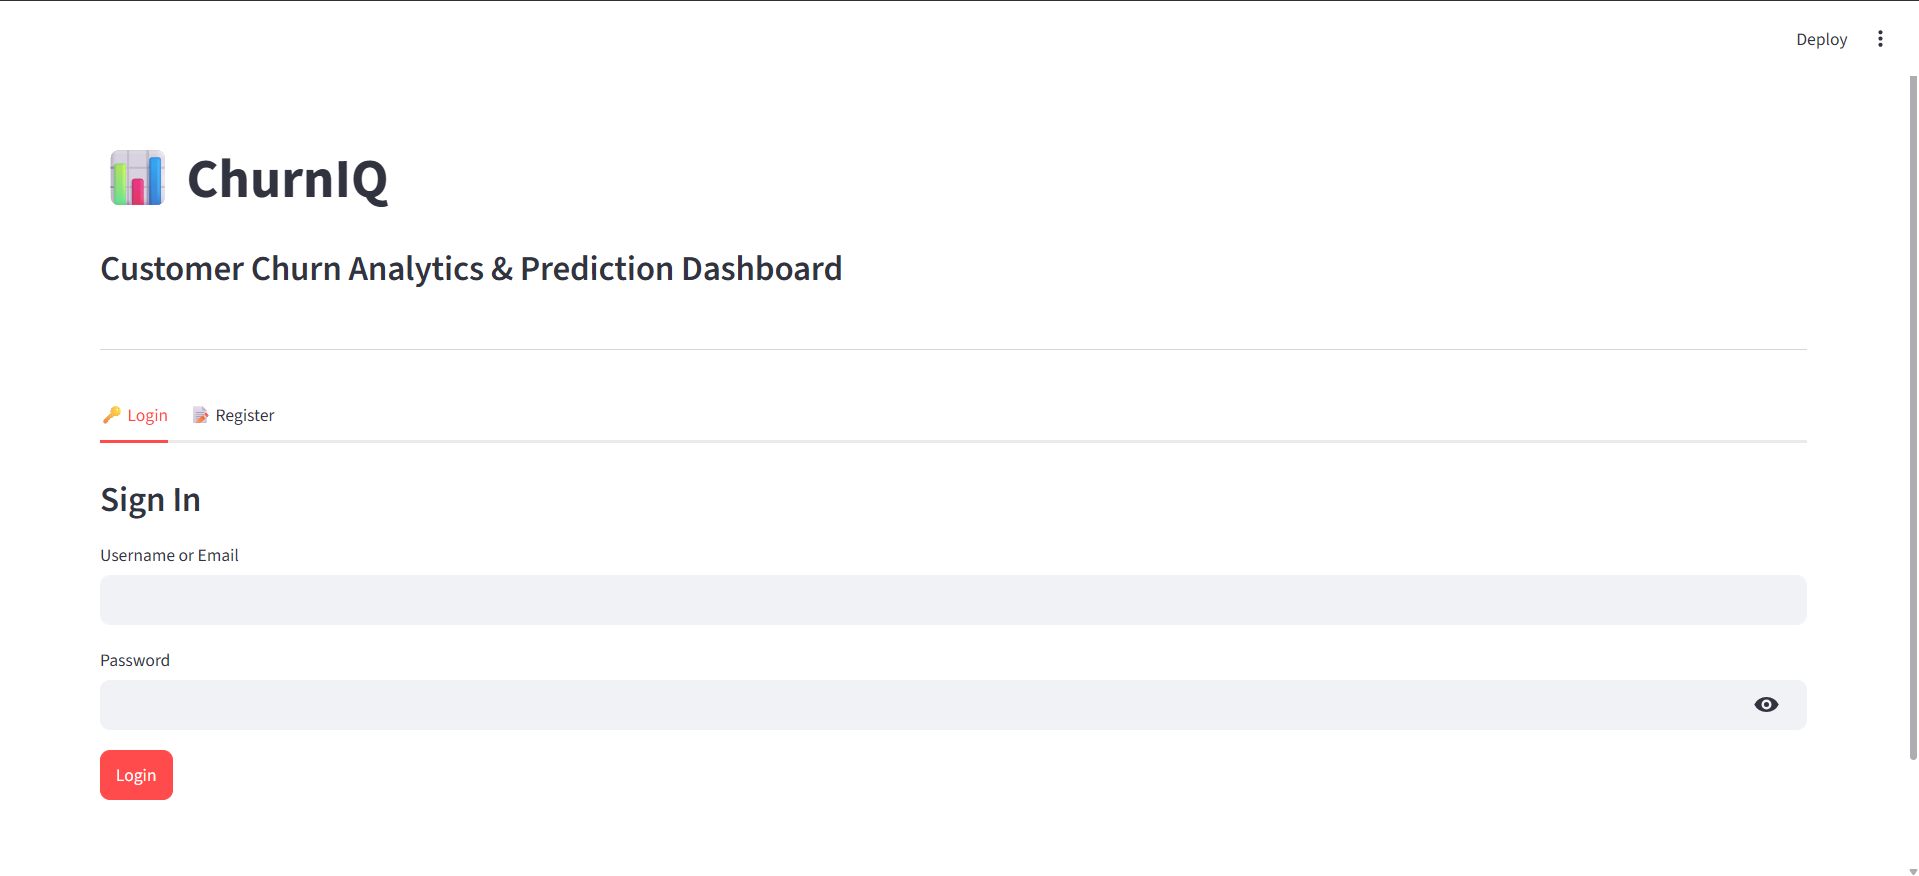 Deploy
ChurnIQ
Customer Churn Analytics & Prediction Dashboard
Login Register
Sign In
Username or Email
Password
Login